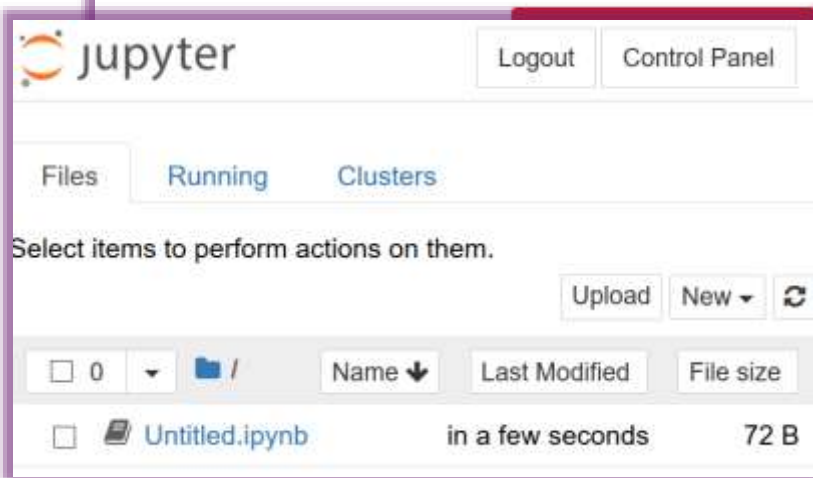 jupyter Logout Control Panel
Files Running Clusters
Select items to perform actions on them.
Upload New
0 / Name Last Modified File size
Untitled.ipynb in a few seconds 72 B